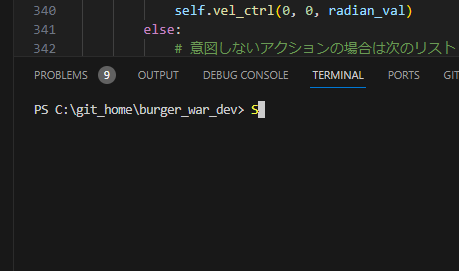 340 self.vel_ctrl(0, 0, radian_val)
341 else:
342 # 意図しないアクションの場合は次のリスト
PROBLEMS 9 OUTPUT DEBUG CONSOLE TERMINAL PORTS GIT
PS C:\git_home\burger_war_dev> S